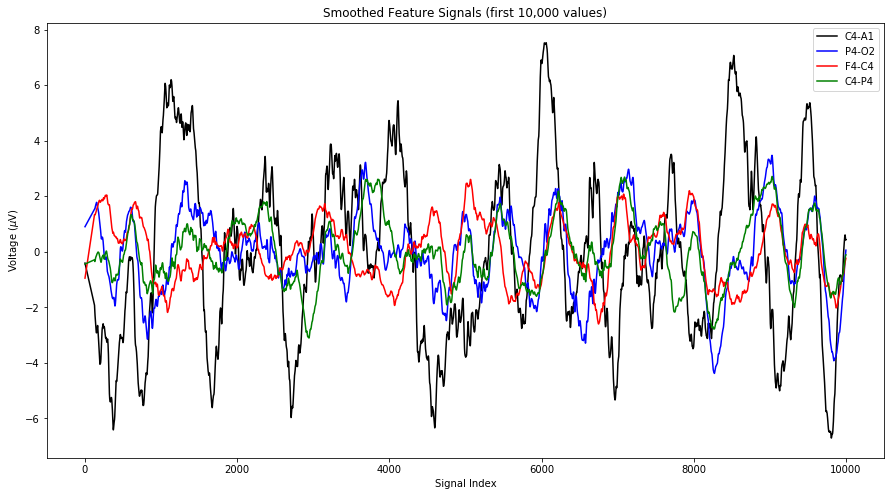 Smoothed Feature Signals (first 10,000 values)
C4-A1
P4-O2
F4-C4
C4-P4
8
6
4
2
0
−2
−4
−6
Voltage (μV)
0
2000
4000
6000
8000
10000
Signal Index